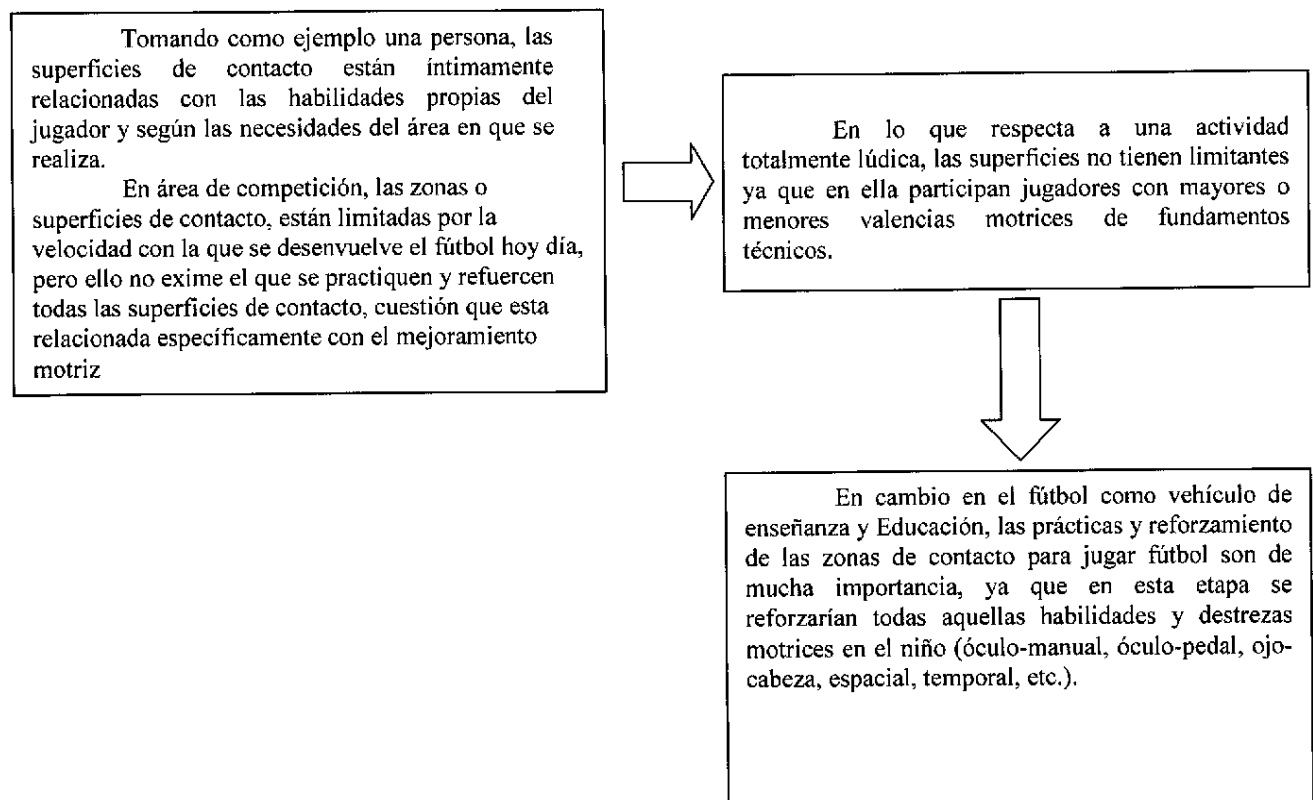 Tomando como ejemplo una persona, las
superficies de contacto están íntimamente
relacionadas con las habilidades propias del
jugador y según las necesidades del área en que se
realiza.
En área de competición, las zonas o
superficies de contacto, están limitadas por la
velocidad con la que se desenvuelve el fútbol hoy día,
pero ello no exime el que se practiquen y refuercen
todas las superficies de contacto, cuestión que esta
relacionada específicamente con el mejoramiento
motriz
En lo que respecta a una actividad
totalmente lúdica, las superficies no tienen limitantes
ya que en ella participan jugadores con mayores o
menores valencias motrices de fundamentos
técnicos.
En cambio en el fútbol como vehículo de
enseñanza y Educación, las prácticas y reforzamiento
de las zonas de contacto para jugar fútbol son de
mucha importancia, ya que en esta etapa se
reforzarían todas aquellas habilidades y destrezas
motrices en el niño (óculo-manual, óculo-pedal, ojo-
cabeza, espacial, temporal, etc.).